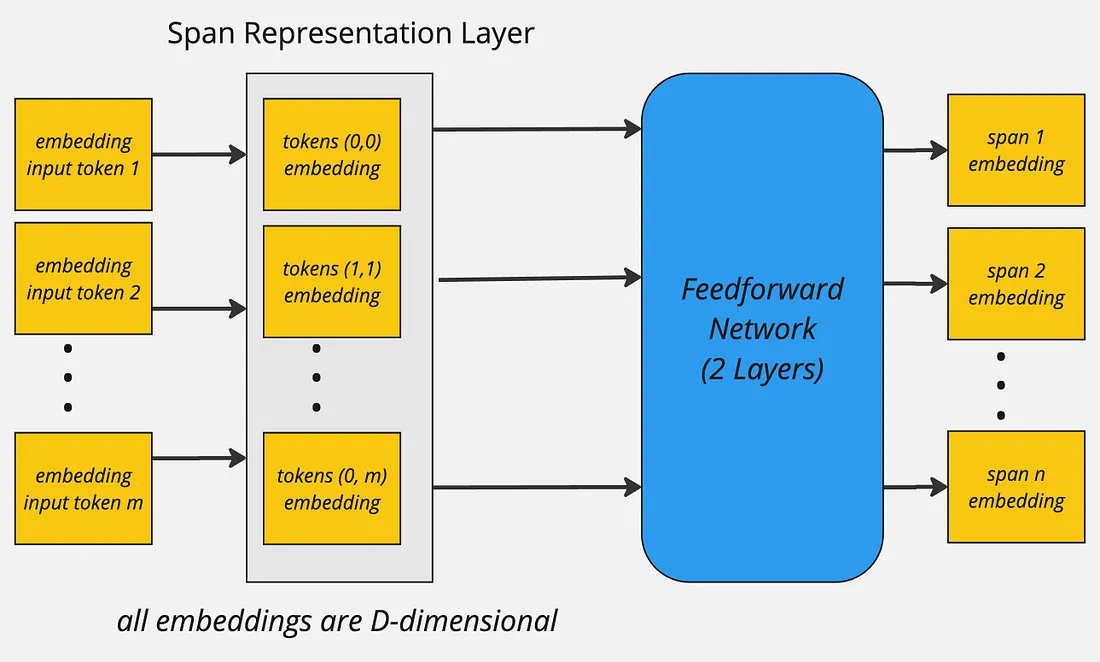 Span Representation Layer
embedding
input token 1
tokens (0,0)
embedding
span 1
embedding
embedding
input token 2
tokens (1,1)
embedding
span 2
embedding
Feedforward
Network
(2 Layers)
embedding
input token m
tokens (0, m)
embedding
span n
embedding
all embeddings are D-dimensional